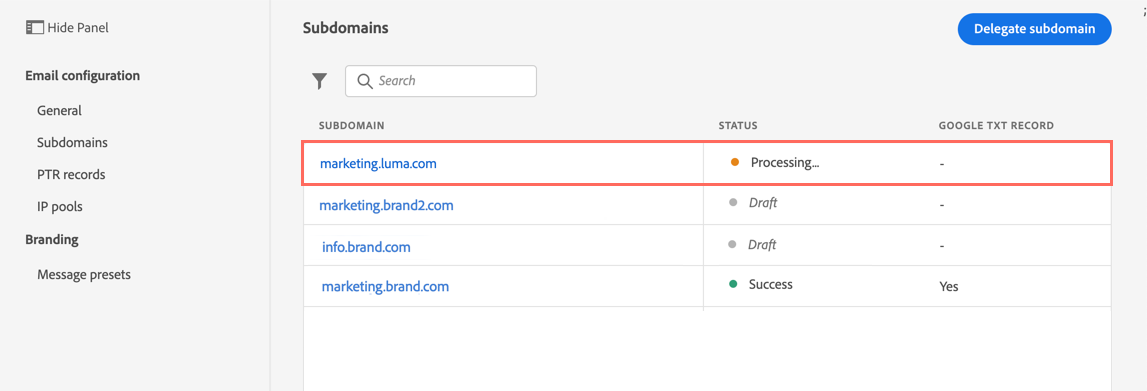 Hide Panel
Email configuration
General
Subdomains
PTR records
IP pools
Branding
Message presets
Subdomains
Delegate subdomain
Search
SUBDOMAIN STATUS GOOGLE TXT RECORD
marketing.luma.com Processing... -
marketing.brand2.com Draft -
info.brand.com Draft -
marketing.brand.com Success Yes